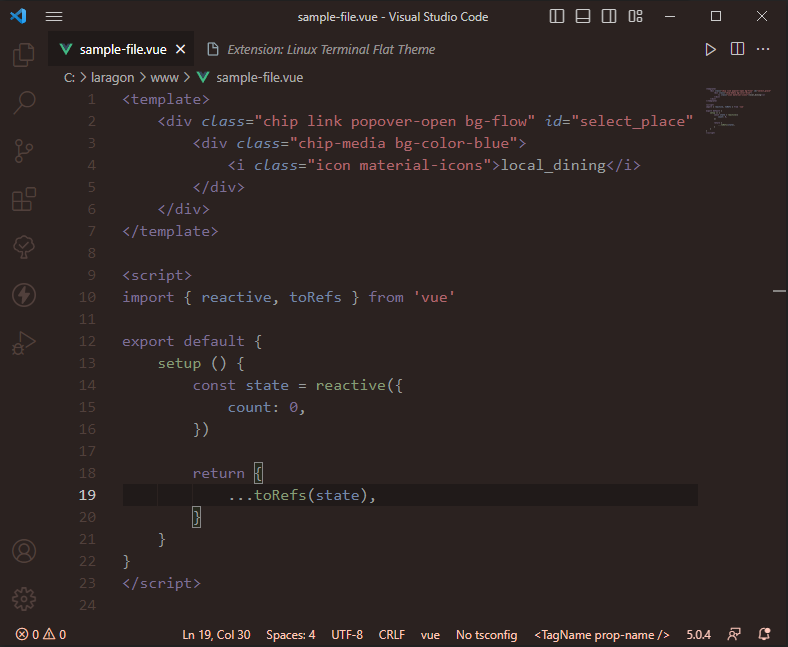 sample-file.vue - Visual Studio Code
sample-file.vue Extension: Linux Terminal Flat Theme
C: > laragon > www > sample-file.vue
1 <template>
2 <div class="chip link popover-open bg-flow" id="select_place"
3 <div class="chip-media bg-color-blue">
4 <i class="icon material-icons">local_dining</i>
5 </div>
6 </div>
7 </template>
8
9 <script>
10 import { reactive, toRefs } from 'vue'
11
12 export default {
13 setup () {
14 const state = reactive({
15 count: 0,
16 })
17
18 return {
19 ...toRefs(state),
20 }
21 }
22 }
23 </script>
24
0 0 Ln 19, Col 30 Spaces: 4 UTF-8 CRLF vue No tsconfig <TagName prop-name /> 5.0.4